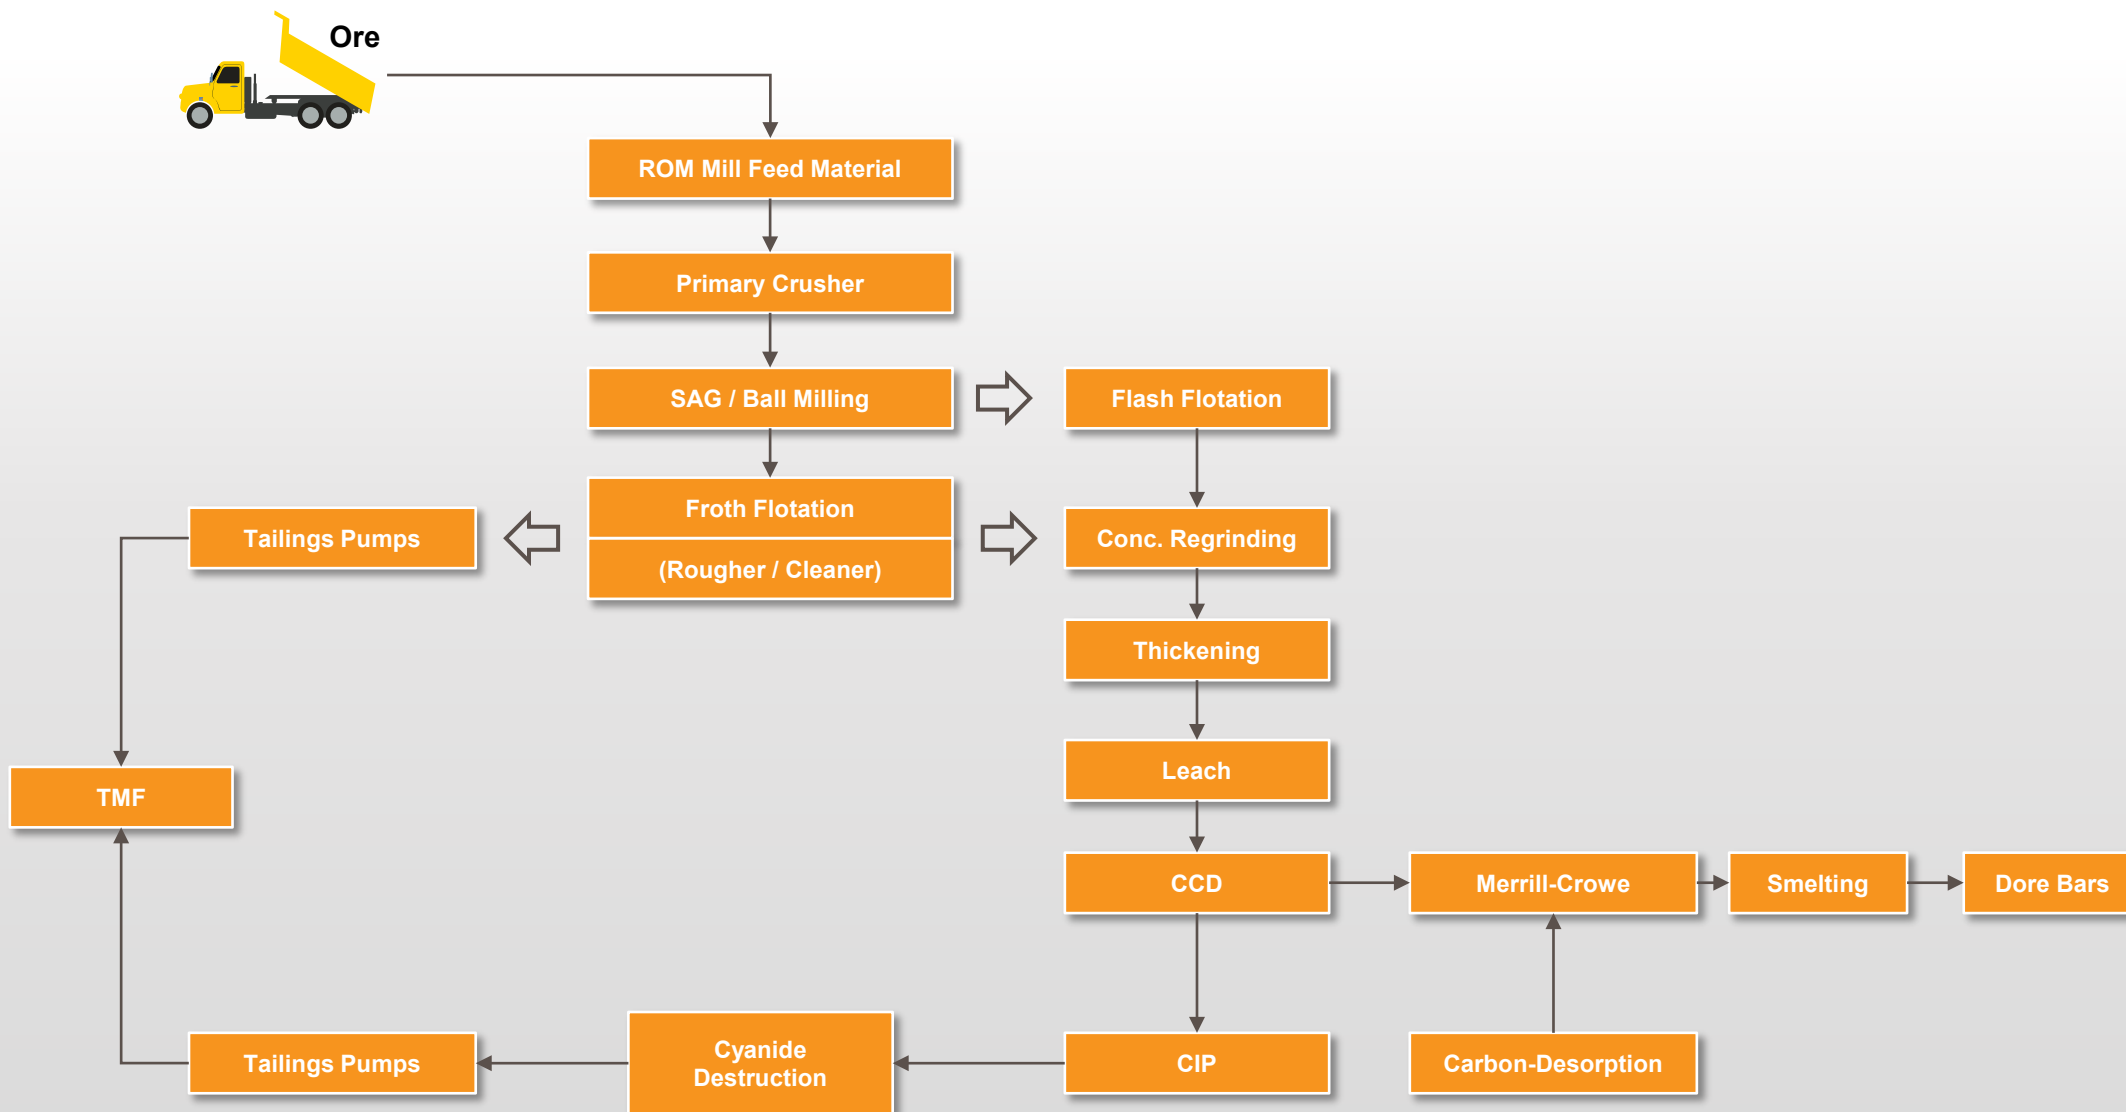 Ore
ROM Mill Feed Material
Primary Crusher
SAG / Ball Milling
Flash Flotation
Froth Flotation
(Rougher / Cleaner)
Tailings Pumps
Conc. Regrinding
Thickening
Leach
TMF
CCD
Merrill-Crowe
Smelting
Dore Bars
Tailings Pumps
Cyanide
Destruction
CIP
Carbon-Desorption